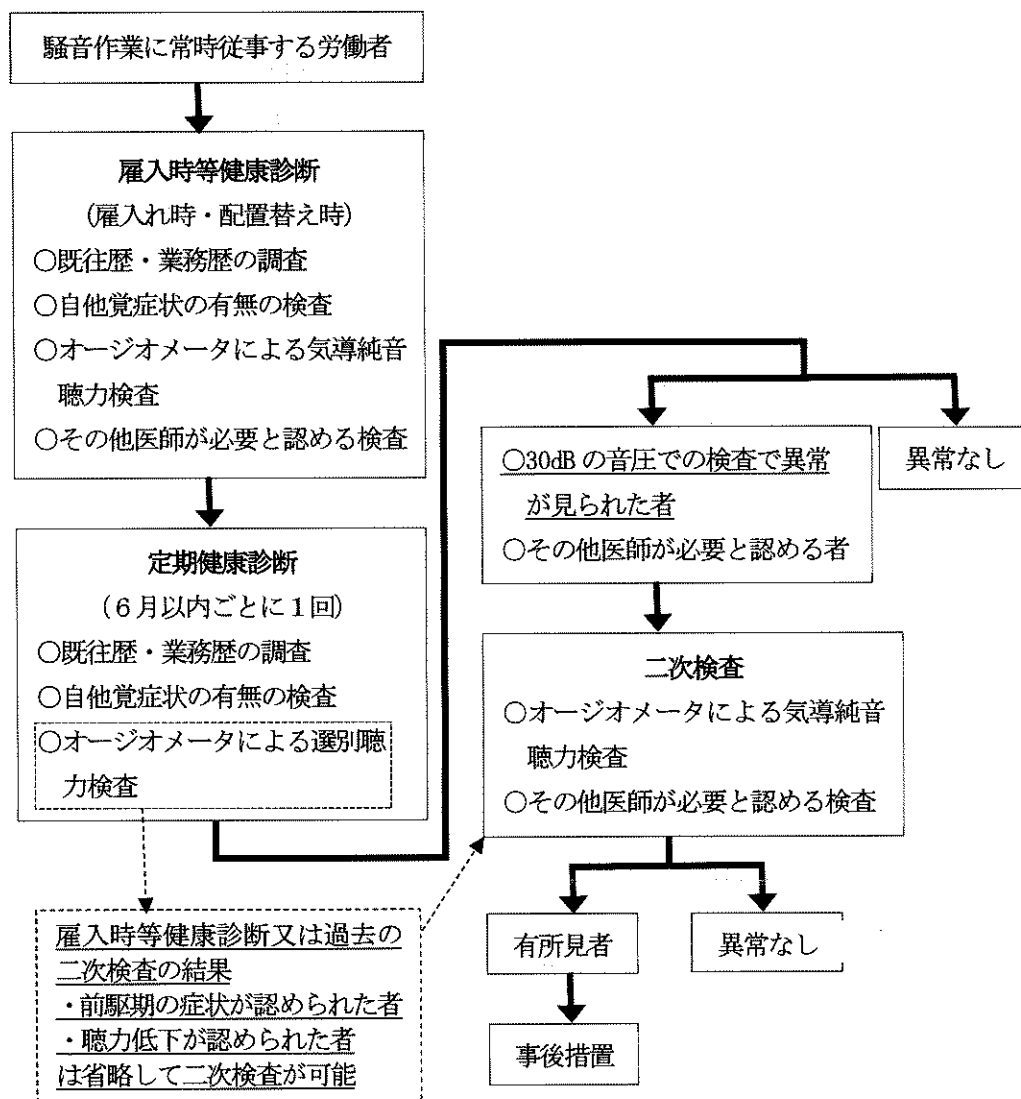 騒音作業に常時従事する労働者
雇入時等健康診断
(雇入れ時・配置替え時)
○既往歴・業務歴の調査
○自他覚症状の有無の検査
○オージオメータによる気導純音
聴力検査
○その他医師が必要と認める検査
定期健康診断
(6月以内ごとに1回)
○既往歴・業務歴の調査
○自他覚症状の有無の検査
○オージオメータによる選別聴
力検査
雇入時等健康診断又は過去の
二次検査の結果
・前駆期の症状が認められた者
・聴力低下が認められた者
は省略して二次検査が可能
○30dBの音圧での検査で異常
が見られた者
○その他医師が必要と認める者
異常なし
二次検査
○オージオメータによる気導純音
聴力検査
○その他医師が必要と認める検査
有所見者
異常なし
事後措置